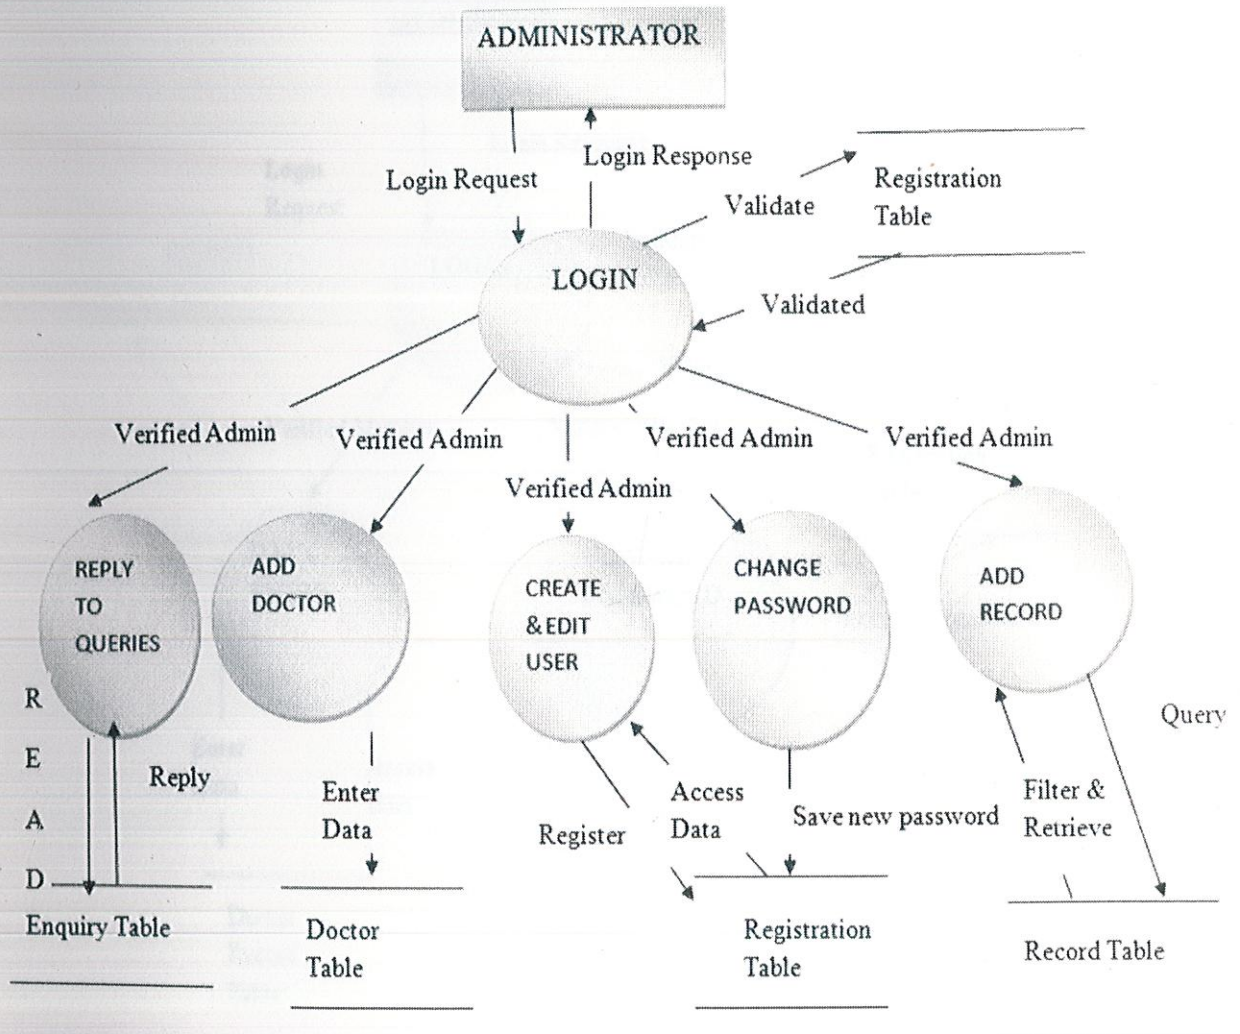 ADMINISTRATOR
Login Request
Login Response
Validate
Registration
Table
LOGIN
Validated
Verified Admin
Verified Admin
Verified Admin
Verified Admin
Verified Admin
REPLY
TO
QUERIES
ADD
DOCTOR
CREATE
& EDIT
USER
CHANGE
PASSWORD
ADD
RECORD
R
E
A
D
Reply
Enter
Data
Register
Access
Data
Save new password
Filter &
Retrieve
Query
Enquiry Table
Doctor
Table
Registration
Table
Record Table